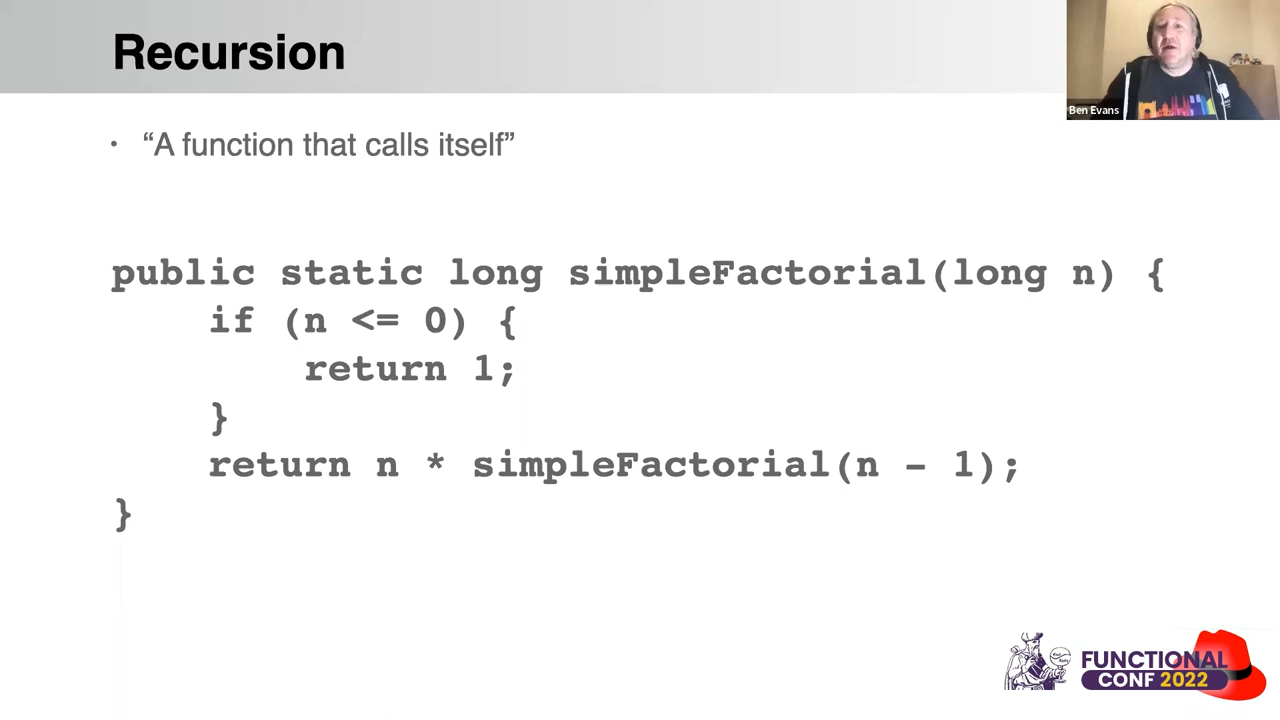 Recursion
Ben Evans
• “A function that calls itself”
public static long simpleFactorial(long n) {
    if (n <= 0) {
        return 1;
    }
    return n * simpleFactorial(n - 1);
}
FUNCTIONAL
CONF 2022